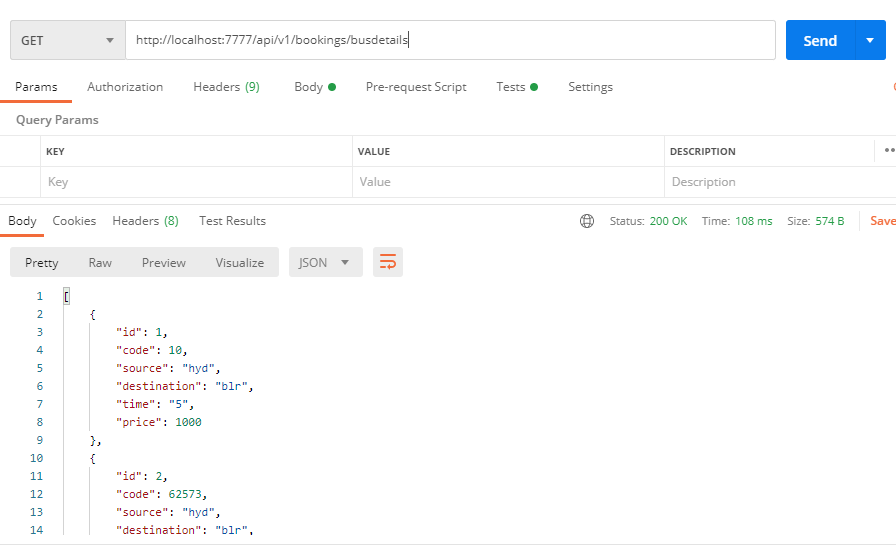 GET http://localhost:7777/api/v1/bookings/busdetails Send
Params Authorization Headers (9) Body Pre-request Script Tests Settings
Query Params
KEY VALUE DESCRIPTION
Key Value Description
Body Cookies Headers (8) Test Results Status: 200 OK Time: 108 ms Size: 574 B Save
Pretty Raw Preview Visualize JSON
1 [
2 {
3 "id": 1,
4 "code": 10,
5 "source": "hyd",
6 "destination": "blr",
7 "time": "5",
8 "price": 1000
9 },
10 {
11 "id": 2,
12 "code": 62573,
13 "source": "hyd",
14 "destination": "blr",